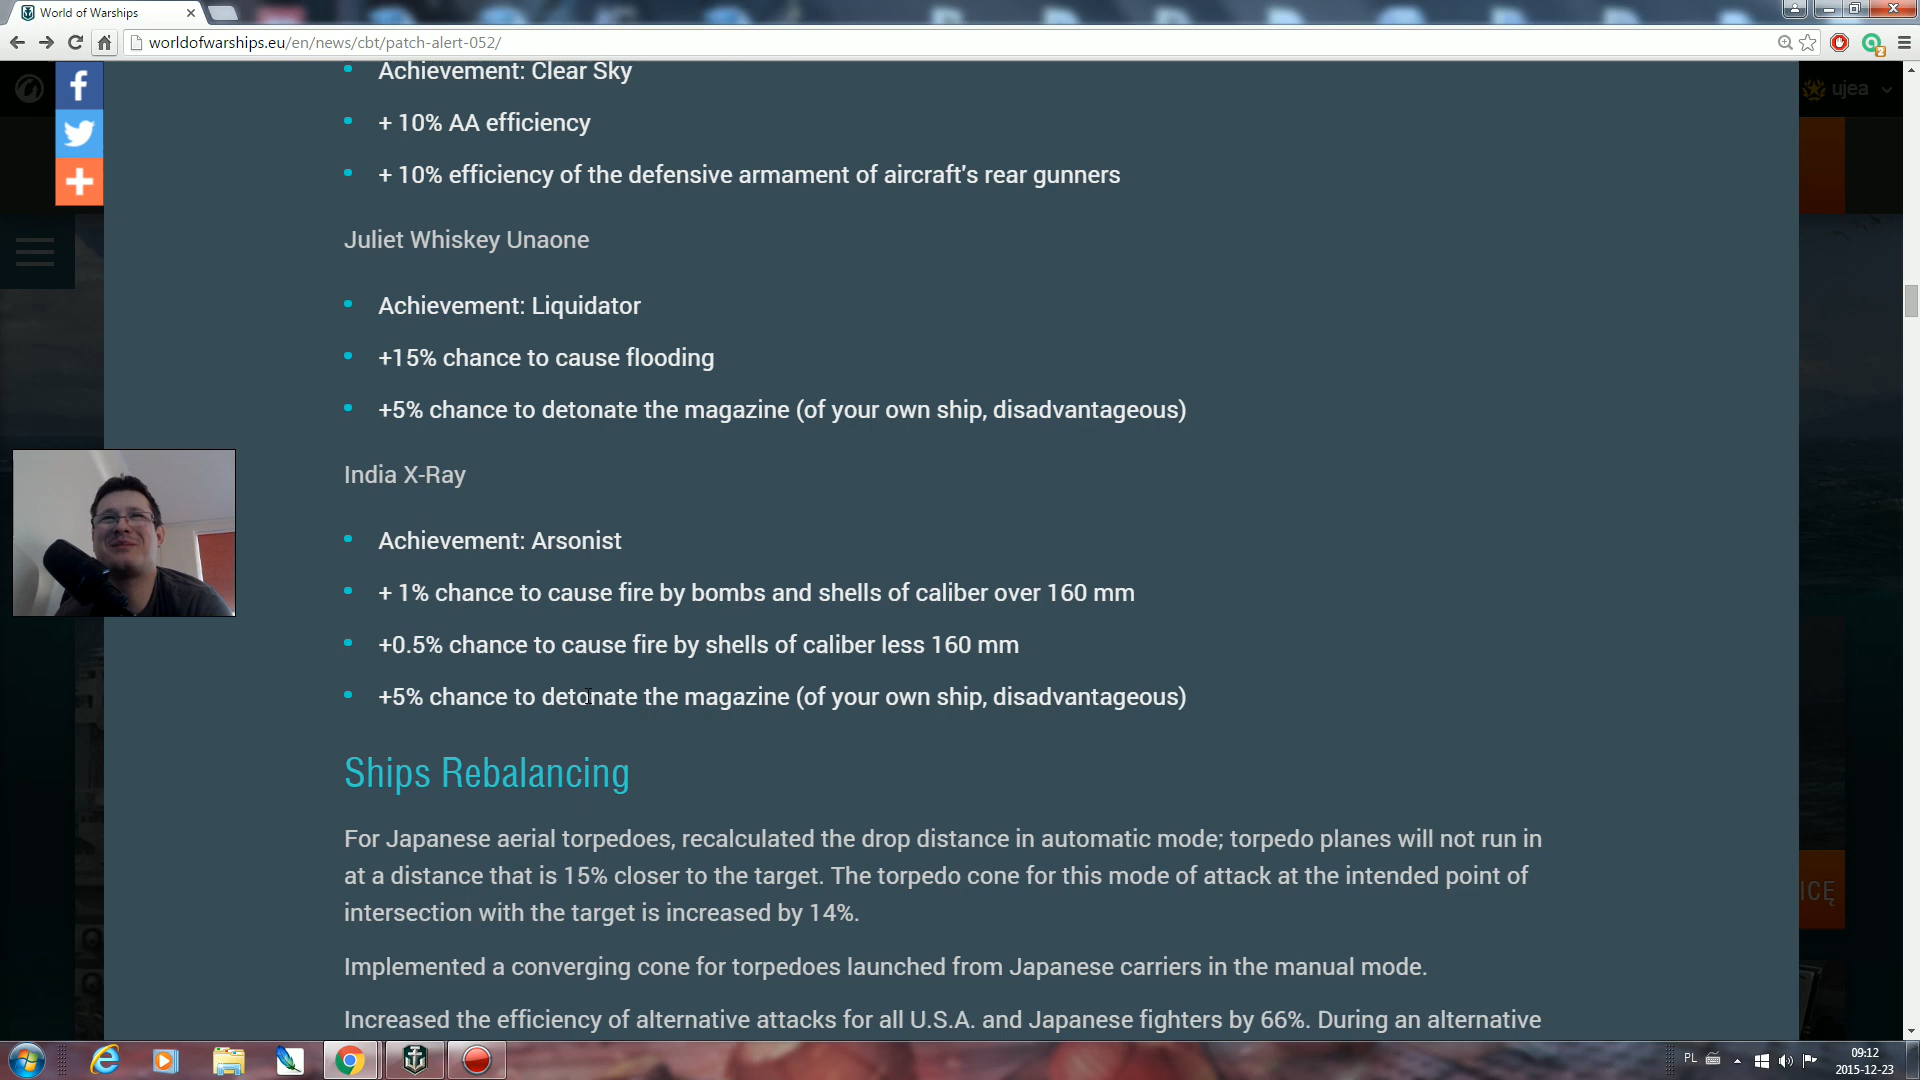 World of Warships
worldofwarships.eu/en/news/cbt/patch-alert-052/
2
ujea
Achievement: Clear Sky
+ 10% AA efficiency
+ 10% efficiency of the defensive armament of aircraft's rear gunners
Juliet Whiskey Unaone
Achievement: Liquidator
+15% chance to cause flooding
+5% chance to detonate the magazine (of your own ship, disadvantageous)
India X-Ray
Achievement: Arsonist
+ 1% chance to cause fire by bombs and shells of caliber over 160 mm
+0.5% chance to cause fire by shells of caliber less 160 mm
+5% chance to detonate the magazine (of your own ship, disadvantageous)
Ships Rebalancing
For Japanese aerial torpedoes, recalculated the drop distance in automatic mode; torpedo planes will not run in
at a distance that is 15% closer to the target. The torpedo cone for this mode of attack at the intended point of
intersection with the target is increased by 14%.
ICĘ
Implemented a converging cone for torpedoes launched from Japanese carriers in the manual mode.
Increased the efficiency of alternative attacks for all U.S.A. and Japanese fighters by 66%. During an alternative
PL
09:12
2015-12-23